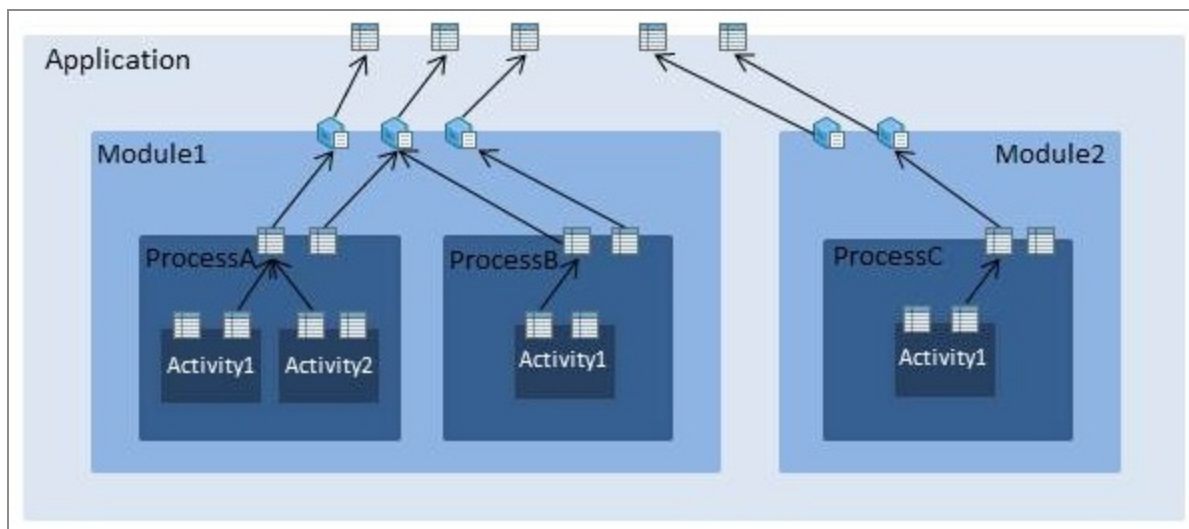 Application
Module1
Module2
ProcessA
ProcessB
ProcessC
Activity1
Activity2
Activity1
Activity1